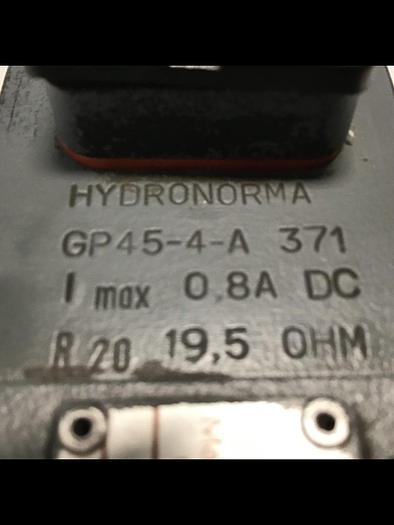 HYDRONORMA
GP45-4-A 371
I max 0,8A DC
R 20 19,5 OHM